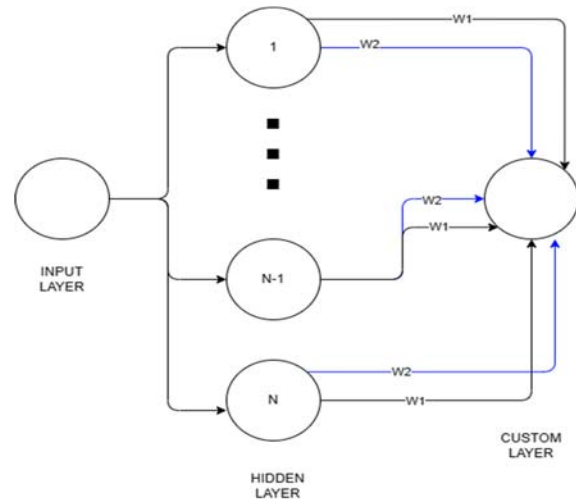 W1
1
W2
W2
W1
INPUT
LAYER
N-1
W2
N
W1
HIDDEN
LAYER
CUSTOM
LAYER